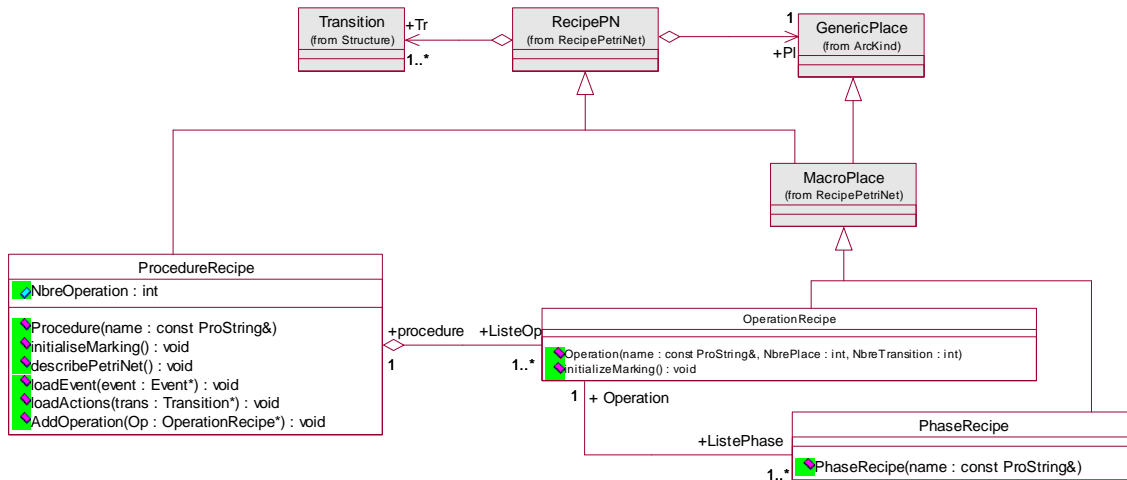 Transition
(from Structure)
+Tr
1..*
RecipePN
(from RecipePetriNet)
1
+Pl
GenericPlace
(from ArcKind)
MacroPlace
(from RecipePetriNet)
ProcedureRecipe
NbreOperation : int
Procedure(name : const ProString&)
initialiseMarking() : void
describePetriNet() : void
loadEvent(event : Event*) : void
loadActions(trans : Transition*) : void
AddOperation(Op : OperationRecipe*) : void
+procedure
1
+ListeOp
1..*
OperationRecipe
Operation(name : const ProString&, NbrePlace : int, NbreTransition : int)
initializeMarking() : void
1
+ Operation
+ListePhase
1..*
PhaseRecipe
PhaseRecipe(name : const ProString&)